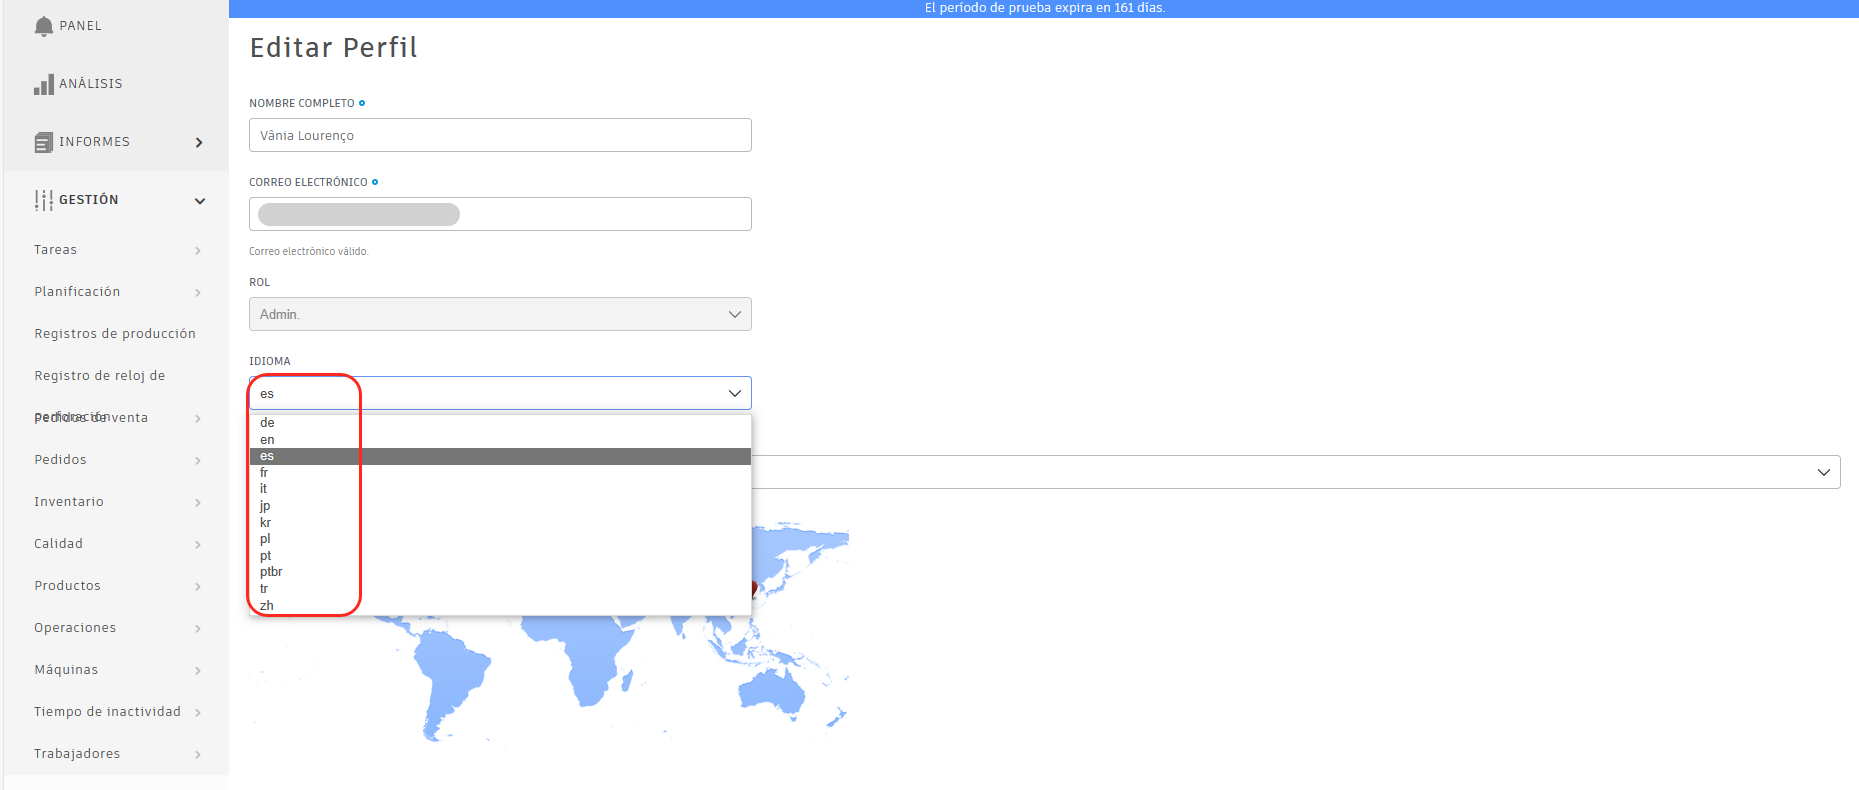 El período de prueba expira en 161 días.
PANEL
ANÁLISIS
INFORMES
GESTIÓN
Tareas
Planificación
Registros de producción
Registro de reloj de
perforación
Pedidos de venta
Pedidos
Inventario
Calidad
Productos
Operaciones
Máquinas
Tiempo de inactividad
Trabajadores
Editar Perfil
NOMBRE COMPLETO
Vânia Lourenço
CORREO ELECTRÓNICO
Correo electrónico válido.
ROL
Admin.
IDIOMA
es
de
en
es
fr
it
jp
kr
pl
pt
ptbr
tr
zh